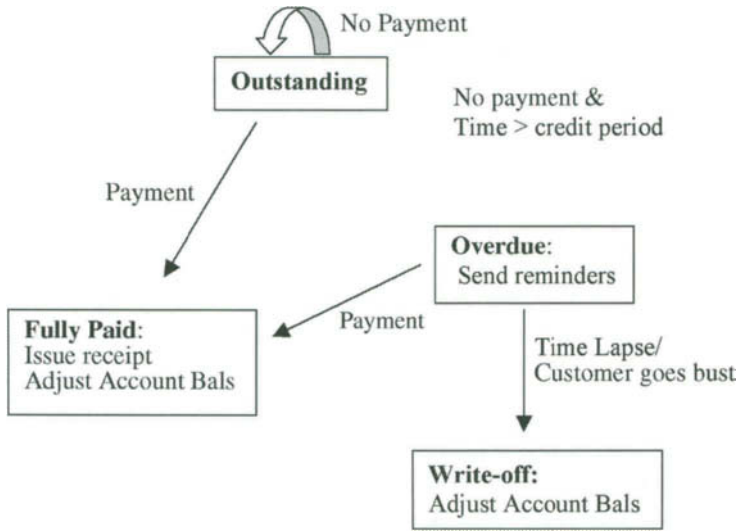 No Payment
Outstanding
No payment &
Time > credit period
Payment
Overdue:
Send reminders
Payment
Fully Paid:
Issue receipt
Adjust Account Bals
Time Lapse/
Customer goes bust
Write-off:
Adjust Account Bals